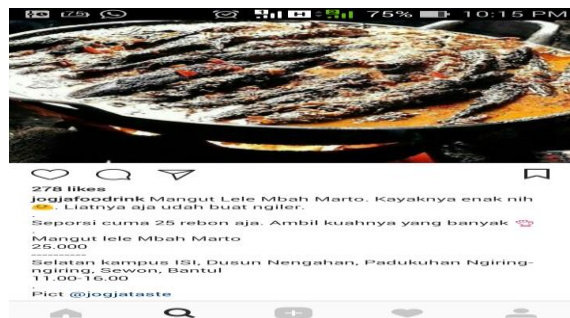 75% 10:15 PM
278 likes
jogjafoodrink Mangut Lele Mbah Marto. Kayaknya enak nih
. Liatnya aja udah buat ngiler.
.
Seporsi cuma 25 rebon aja. Ambil kuahnya yang banyak
.
Mangut lele Mbah Marto
25.000
----------
Selatan kampus ISI, Dusun Nengahan, Padukuhan Ngiring-
ngiring, Sewon, Bantul
11.00-16.00
.
Pict @jogjataste